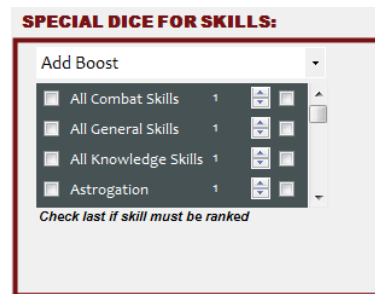 SPECIAL DICE FOR SKILLS:
Add Boost
All Combat Skills 1
All General Skills 1
All Knowledge Skills 1
Astrogation 1
Check last if skill must be ranked